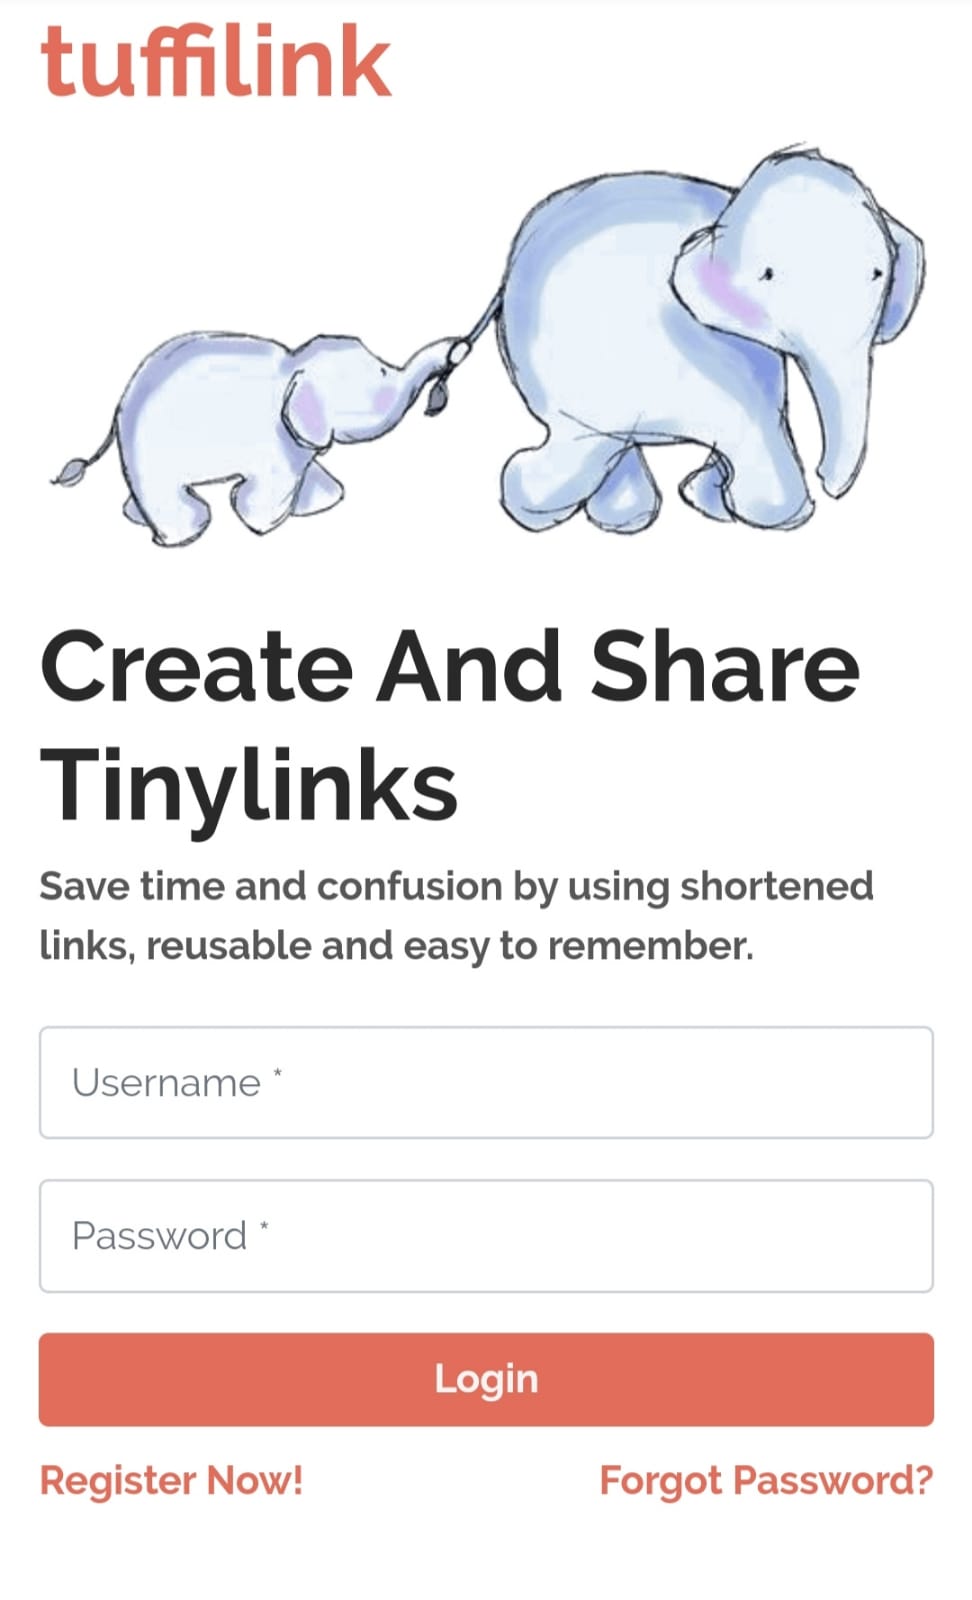 tuffilink
Create And Share
Tinylinks
Save time and confusion by using shortened
links, reusable and easy to remember.
Username *
Password *
Login
Register Now!
Forgot Password?